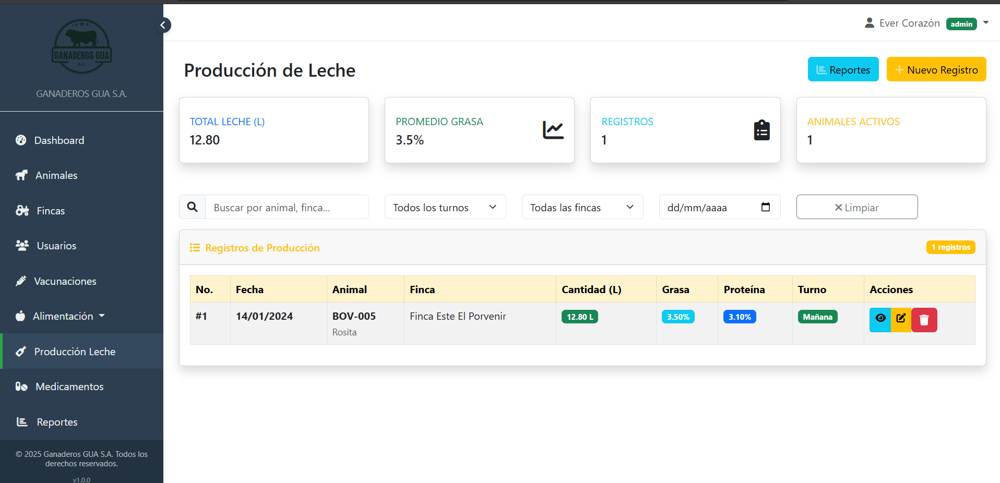 GANADEROS GUA
S.A.
GANADEROS GUA S.A.
Dashboard
Animales
Fincas
Usuarios
Vacunaciones
Alimentación
Producción Leche
Medicamentos
Reportes
© 2025 Ganaderos GUA S.A. Todos los
derechos reservados.
v1.0.0
Ever Corazón admin
Producción de Leche
Reportes
Nuevo Registro
TOTAL LECHE (L)
12.80
PROMEDIO GRASA
3.5%
REGISTROS
1
ANIMALES ACTIVOS
1
Buscar por animal, finca...
Todos los turnos
Todas las fincas
dd/mm/aaaa
Limpiar
Registros de Producción
1 registros
No. Fecha Animal Finca Cantidad (L) Grasa Proteína Turno Acciones
#1 14/01/2024 BOV-005 Finca Este El Porvenir 12.80 L 3.50% 3.10% Mañana
Rosita